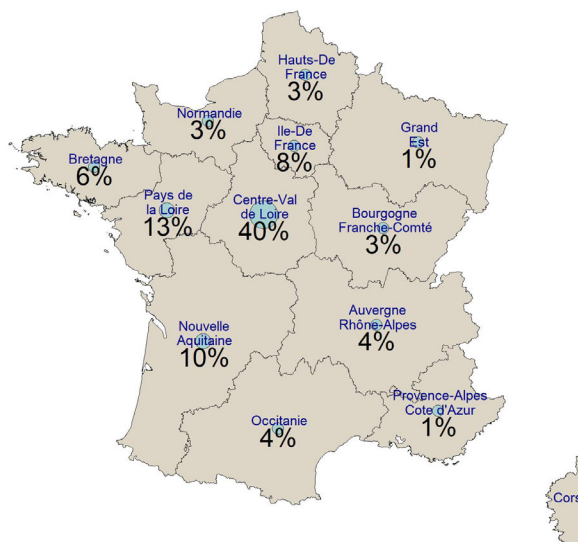 Hauts-De
France
3%
Normandie
3%
Ile-De
France
8%
Grand
Est
1%
Bretagne
6%
Pays de
la Loire
13%
Centre-Val
de Loire
40%
Bourgogne
Franche-Comté
3%
Nouvelle
Aquitaine
10%
Auvergne
Rhône-Alpes
4%
Provence-Alpes
Cote d'Azur
1%
Occitanie
4%
Cors